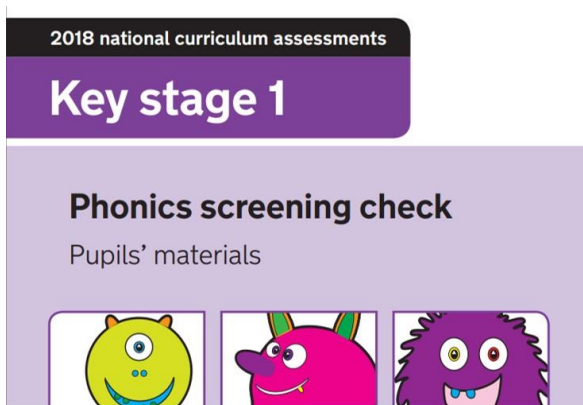 2018 national curriculum assessments
Key stage 1
Phonics screening check
Pupils’ materials